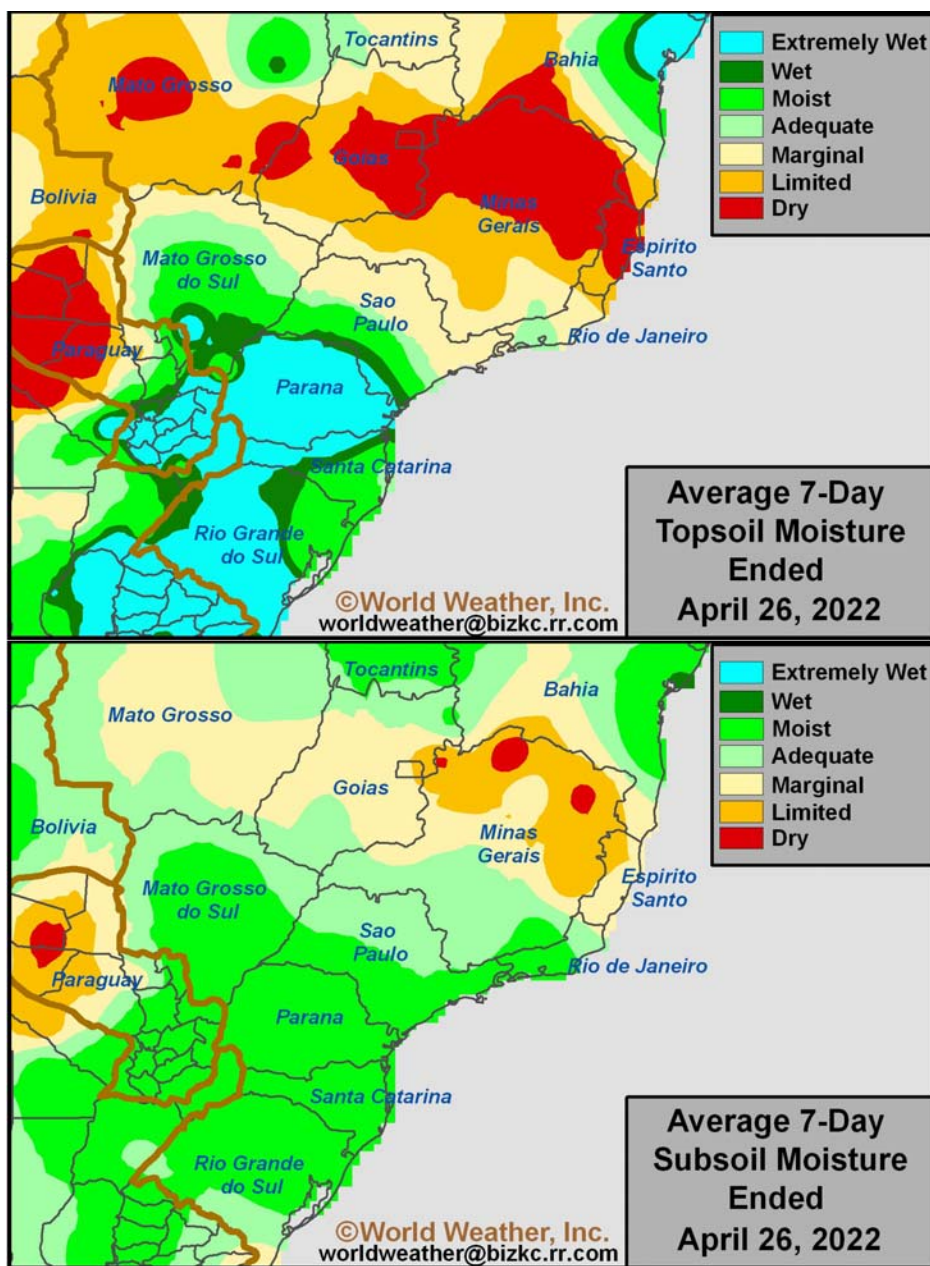 Tocantins
Bahia
Mato Grosso
Goias
Bolivia
Minas
Gerais
Mato Grosso
do Sul
Espirito
Santo
Sao
Paulo
Rio de Janeiro
Paraguay
Parana
Santa Catarina
Rio Grande
do Sul
Extremely Wet
Wet
Moist
Adequate
Marginal
Limited
Dry
Average 7-Day
Topsoil Moisture
Ended
April 26, 2022
©World Weather, Inc.
worldweather@bizkc.rr.com
Tocantins
Bahia
Mato Grosso
Goias
Bolivia
Minas
Gerais
Mato Grosso
do Sul
Espirito
Santo
Sao
Paulo
Rio de Janeiro
Paraguay
Parana
Santa Catarina
Rio Grande
do Sul
Extremely Wet
Wet
Moist
Adequate
Marginal
Limited
Dry
Average 7-Day
Subsoil Moisture
Ended
April 26, 2022
©World Weather, Inc.
worldweather@bizkc.rr.com